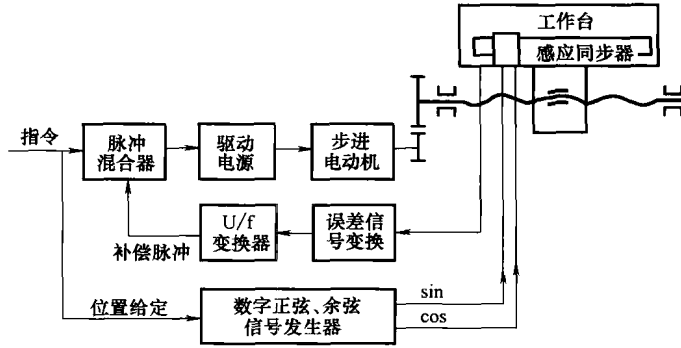 工作台
感应同步器
指令
脉冲
混合器
驱动
电源
步进
电动机
U/f
变换器
误差信
号变换
补偿脉冲
位置给定
数字正弦、余弦
信号发生器
sin
cos